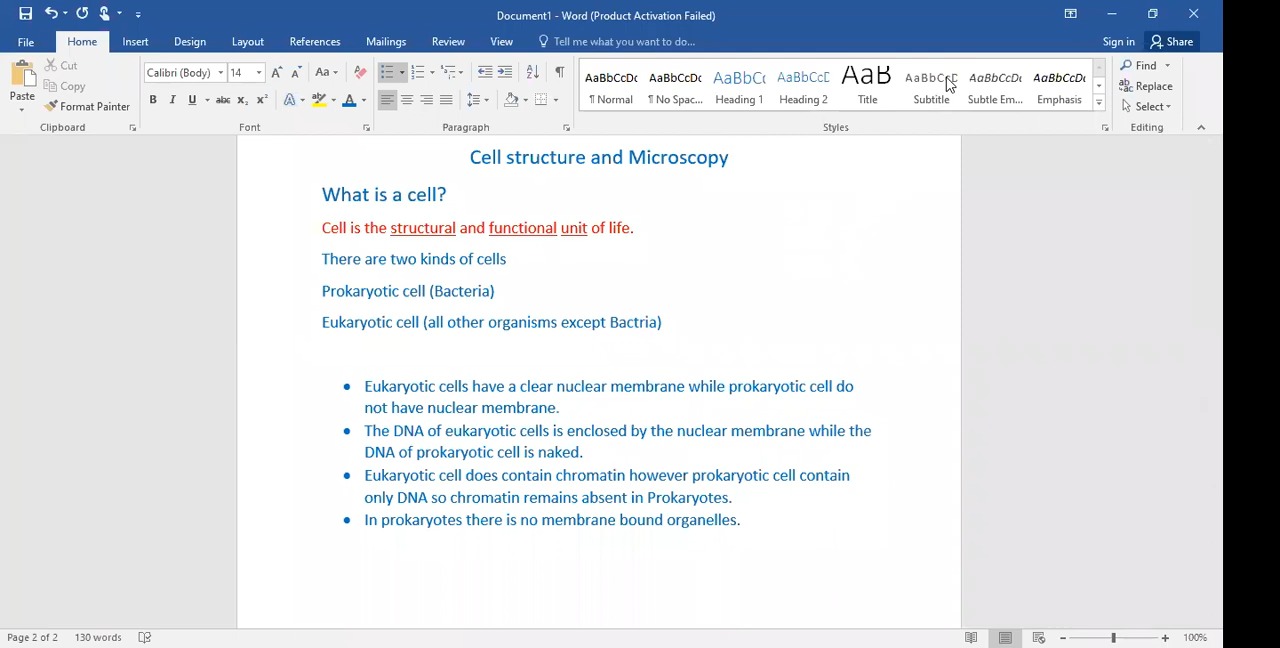 Document1 - Word (Product Activation Failed)
File Home Insert Design Layout References Mailings Review View Tell me what you want to do... Sign in Share
Paste
Cut
Copy
Format Painter
Clipboard
Calibri (Body) 14
Font
Paragraph
AaBbCcDc AaBbCcDc AaBbCc AaBbCcD AaB AaBbCcD AaBbCcDc AaBbCcDc
¶ Normal ¶ No Spac... Heading 1 Heading 2 Title Subtitle Subtle Em... Emphasis
Styles
Find
Replace
Select
Editing
Cell structure and Microscopy
What is a cell?
Cell is the structural and functional unit of life.
There are two kinds of cells
Prokaryotic cell (Bacteria)
Eukaryotic cell (all other organisms except Bactria)
• Eukaryotic cells have a clear nuclear membrane while prokaryotic cell do
not have nuclear membrane.
• The DNA of eukaryotic cells is enclosed by the nuclear membrane while the
DNA of prokaryotic cell is naked.
• Eukaryotic cell does contain chromatin however prokaryotic cell contain
only DNA so chromatin remains absent in Prokaryotes.
• In prokaryotes there is no membrane bound organelles.
Page 2 of 2 130 words 100%